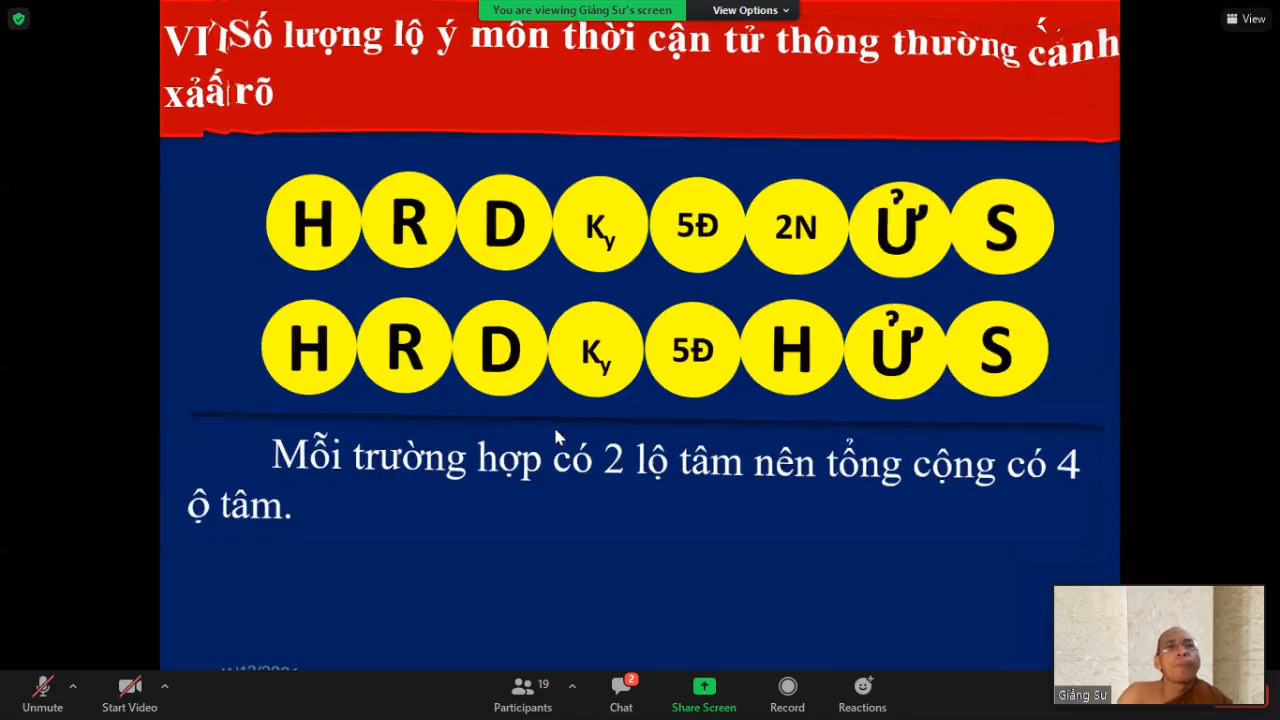 You are viewing Giảng Sư's screen View Options
View
Số lượng lộ ý môn thời cận tử thông thường cảnh
rõ
H R D Ky 5Đ 2N Ử S
H R D Ky 5Đ H Ử S
Mỗi trường hợp có 2 lộ tâm nên tổng cộng có 4
ộ tâm.
Giảng Sư
Unmute Start Video Participants 19 Chat 2 Share Screen Record Reactions